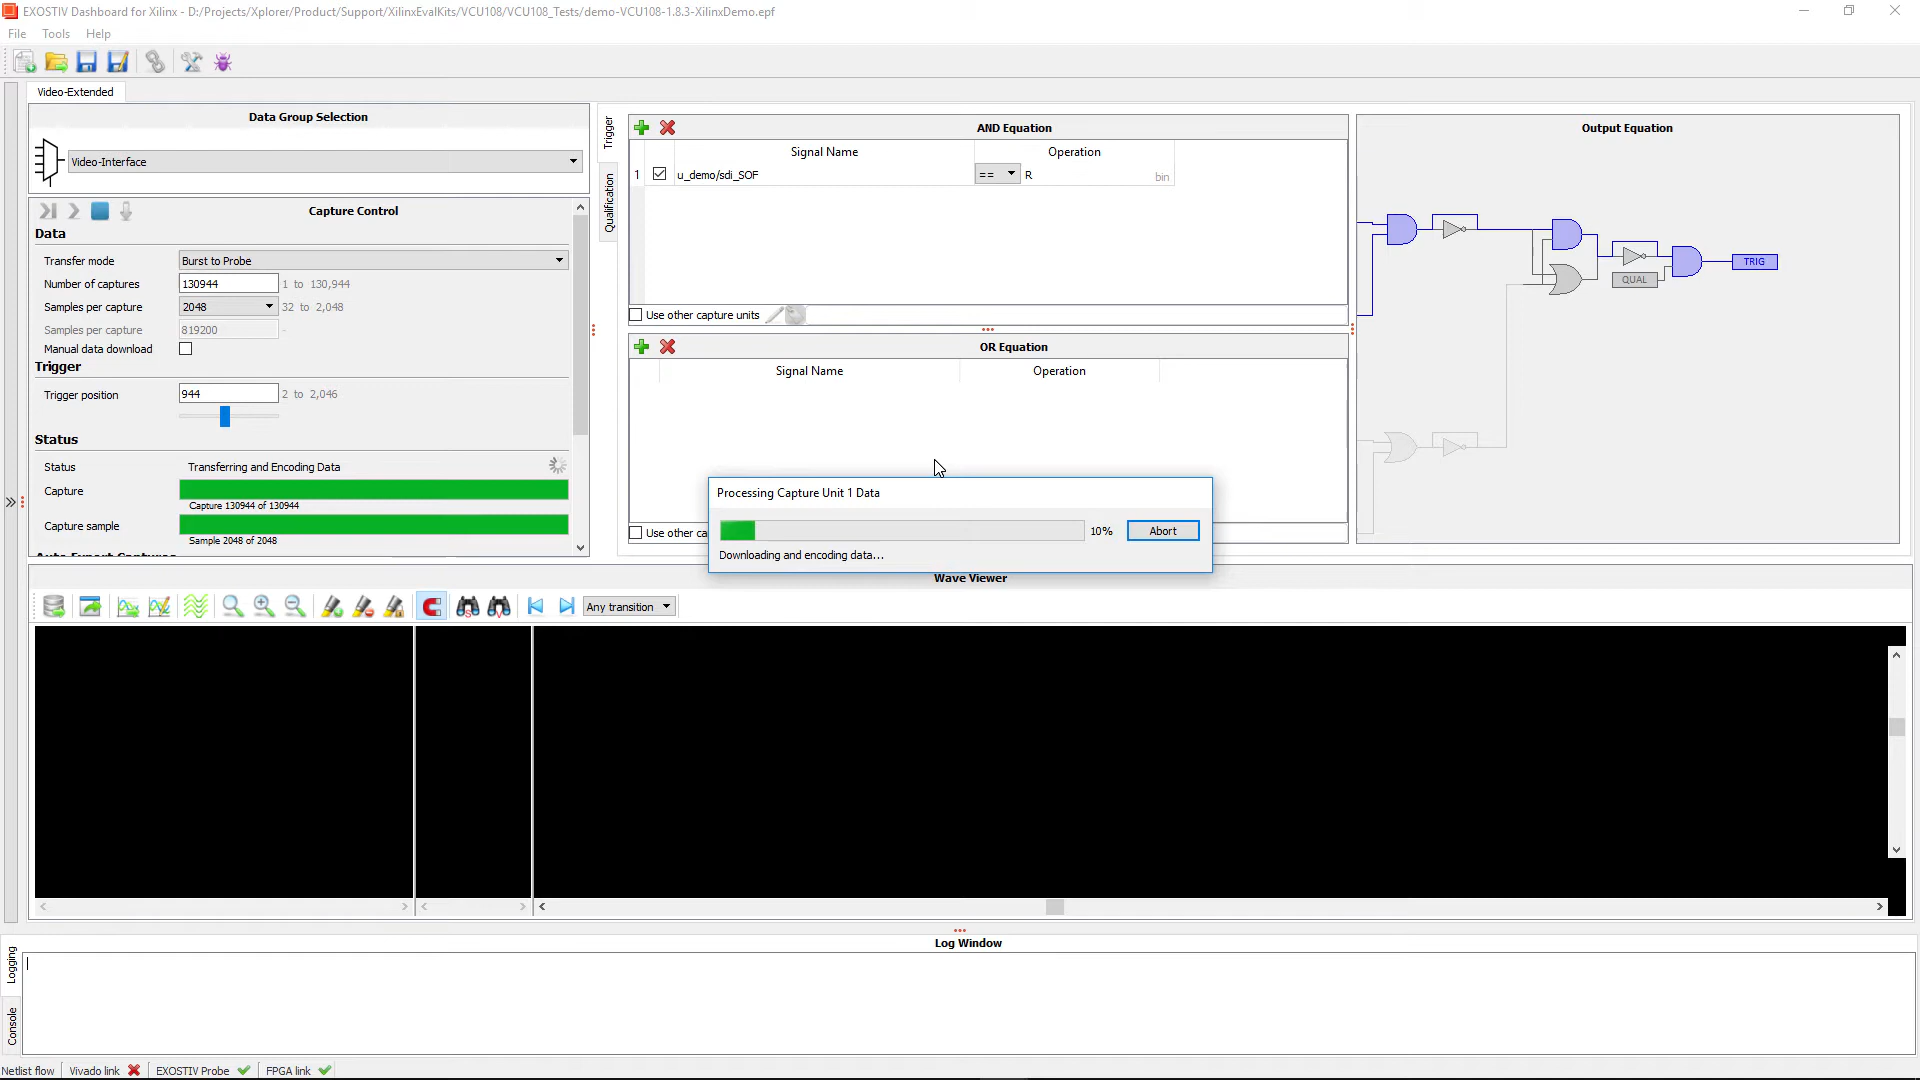 EXOSTIV Dashboard for Xilinx - D:/Projects/Xplorer/Product/Support/XilinxEvalKits/VCU108/VCU108_Tests/demo-VCU108-1.8.3-XilinxDemo.epf
File Tools Help
Video-Extended
Data Group Selection
Video-Interface
Capture Control
Data
Transfer mode Burst to Probe
Number of captures 130944 1 to 130,944
Samples per capture 2048 32 to 2,048
Samples per capture 819200 -
Manual data download
Trigger
Trigger position 944 2 to 2,046
Status
Status Transferring and Encoding Data
Capture
Capture 130944 of 130944
Capture sample
Sample 2048 of 2048
Auto Export Captures
Trigger
Qualification
AND Equation
Signal Name Operation
1 u_demo/sdi_SOF == R bin
Use other capture units
OR Equation
Signal Name Operation
Use other ca
Output Equation
TRIG
QUAL
Processing Capture Unit 1 Data
10% Abort
Downloading and encoding data...
Wave Viewer
Any transition
Log Window
Logging
Console
Netlist flow Vivado link EXOSTIV Probe FPGA link